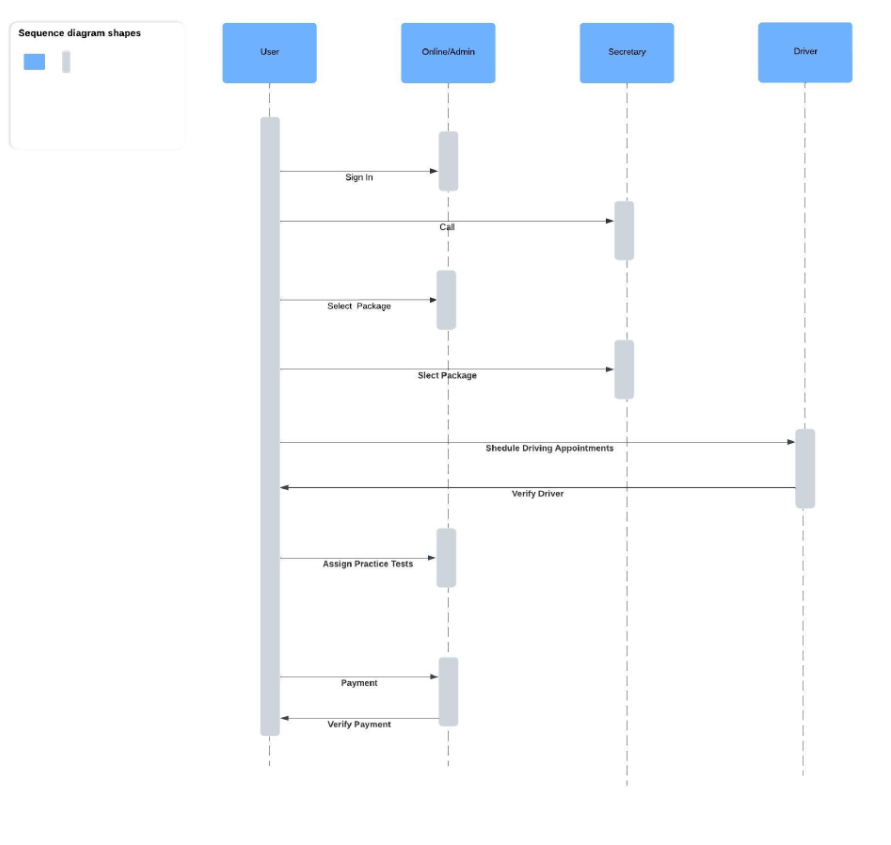 Sequence diagram shapes
User
Online/Admin
Secretary
Driver
Sign In
Call
Select Package
Slect Package
Shedule Driving Appointments
Verify Driver
Assign Practice Tests
Payment
Verify Payment